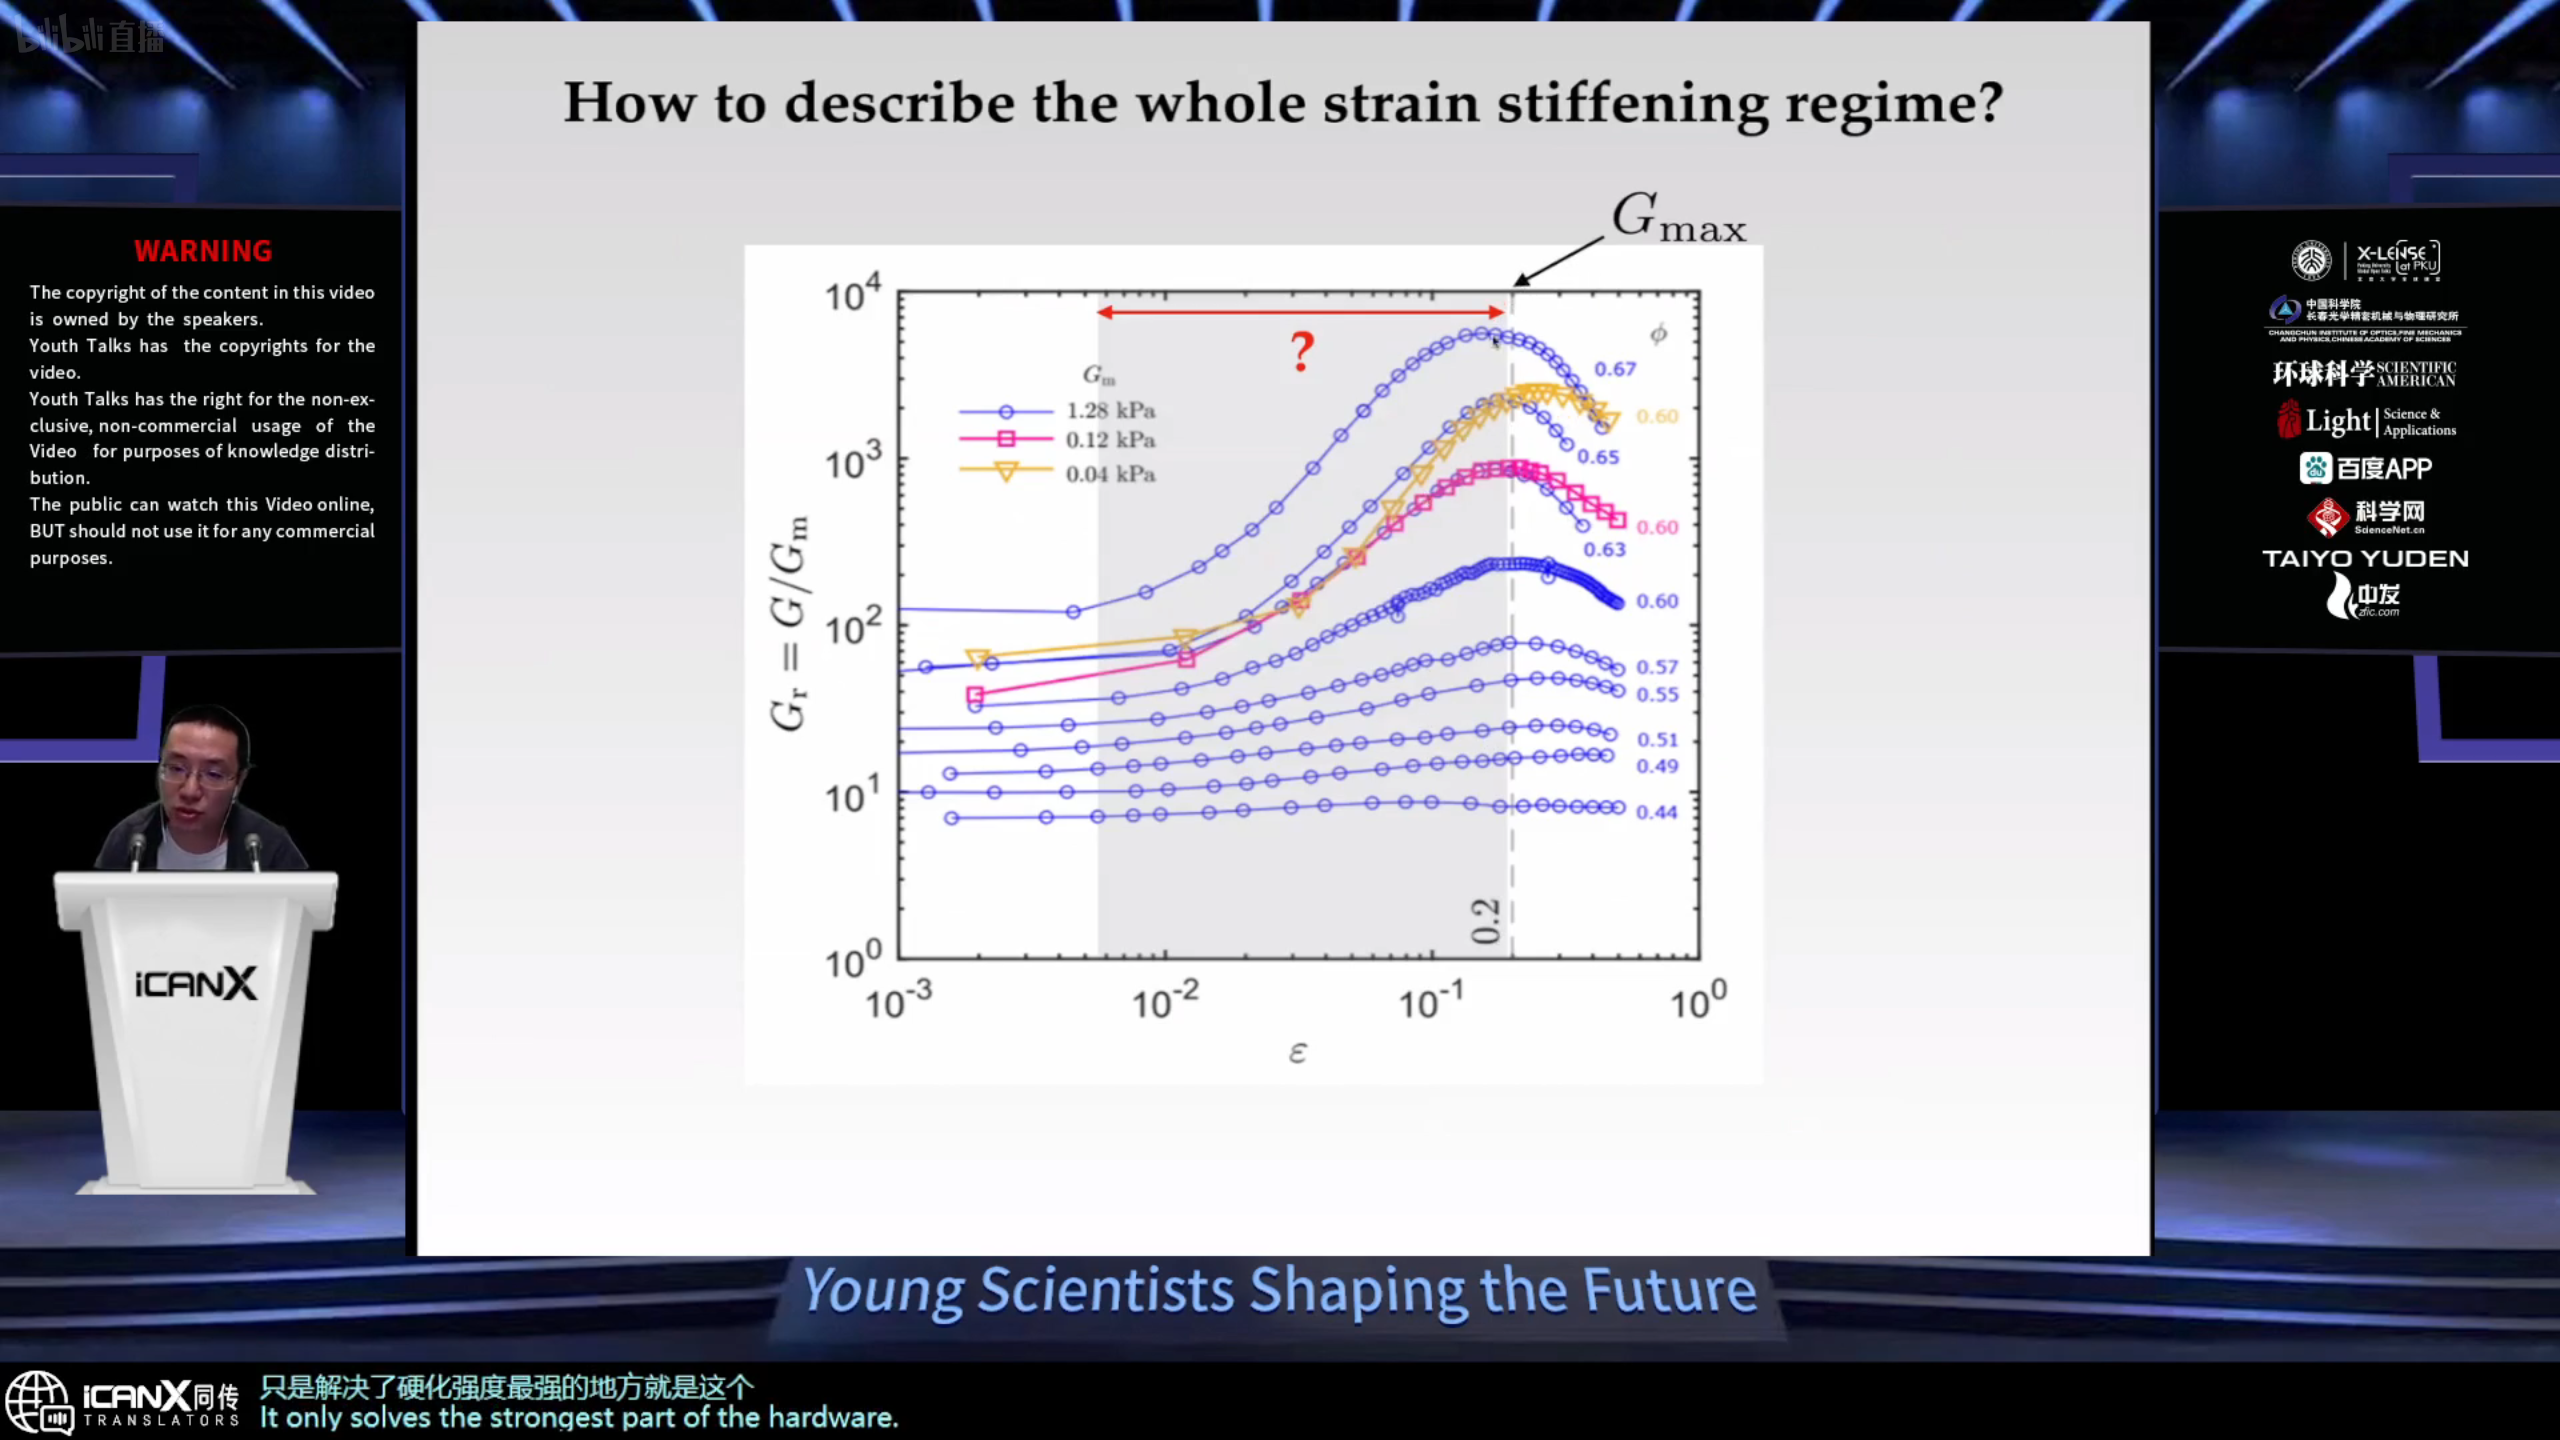 bilibili直播
How to describe the whole strain stiffening regime?
WARNING
The copyright of the content in this video
is owned by the speakers.
Youth Talks has the copyrights for the
video.
Youth Talks has the right for the non-ex-
clusive, non-commercial usage of the
Video for purposes of knowledge distri-
bution.
The public can watch this Video online,
BUT should not use it for any commercial
purposes.
iCANX
G_max
?
G_m
1.28 kPa
0.12 kPa
0.04 kPa
ϕ
0.67
0.60
0.65
0.60
0.63
0.60
0.57
0.55
0.51
0.49
0.44
0.2
G_r = G/G_m
10^4
10^3
10^2
10^1
10^0
10^-3
10^-2
10^-1
10^0
ε
X-LENSE
at PKU
中国科学院
长春光学精密机械与物理研究所
CHANGCHUN INSTITUTE OF OPTICS,FINE MECHANICS
AND PHYSICS,CHINESE ACADEMY OF SCIENCES
环球科学 SCIENTIFIC
AMERICAN
Light Science &
Applications
du 百度APP
科学网
ScienceNet.cn
TAIYO YUDEN
中发
zfic.com
Young Scientists Shaping the Future
iCANX同传
TRANSLATORS
只是解决了硬化强度最强的地方就是这个
It only solves the strongest part of the hardware.